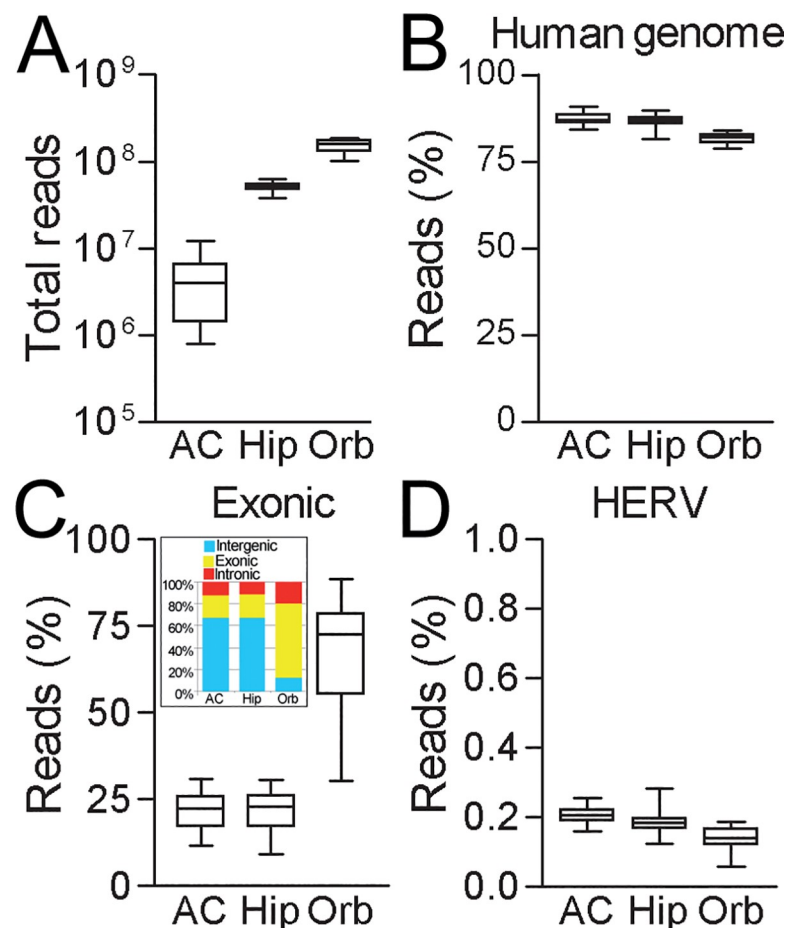 A
Total reads
10⁹
10⁸
10⁷
10⁶
10⁵
AC Hip Orb
B
Human genome
Reads (%)
100
75
50
25
0
AC Hip Orb
C
Exonic
Reads (%)
100
75
50
25
0
Intergenic
Exonic
Intronic
100%
80%
60%
40%
20%
0%
AC Hip Orb
AC Hip Orb
D
HERV
Reads (%)
1.0
0.8
0.6
0.4
0.2
0.0
AC Hip Orb